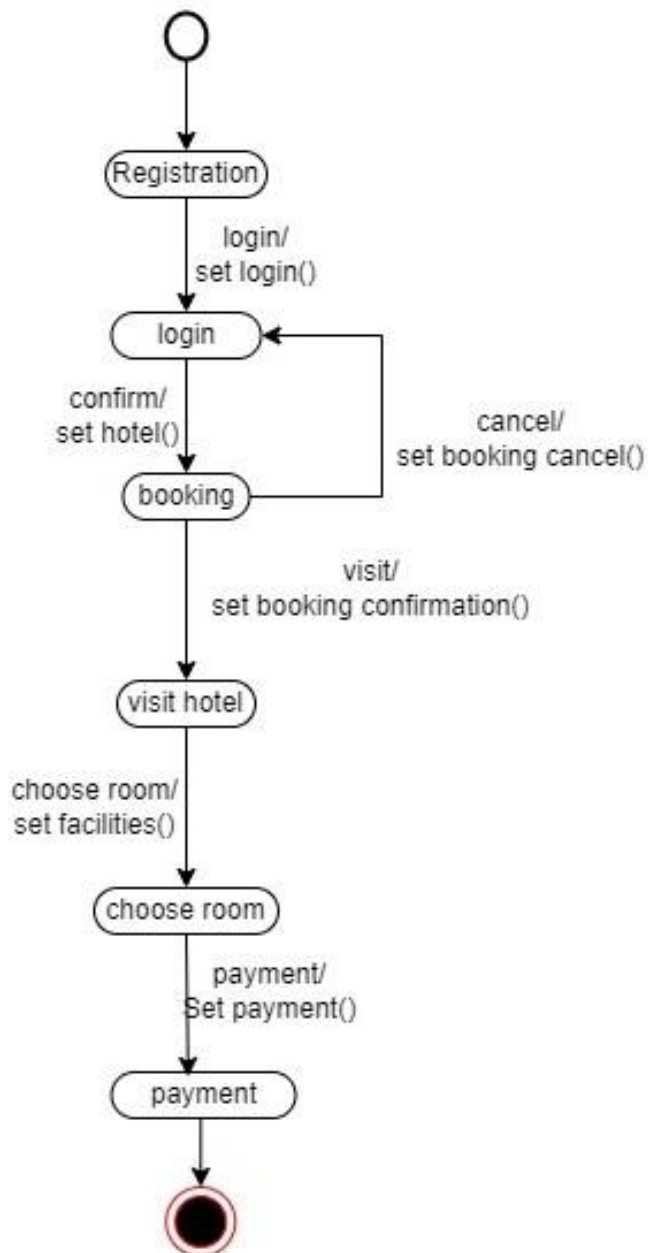 Registration
login/
set login()
login
confirm/
set hotel()
cancel/
set booking cancel()
booking
visit/
set booking confirmation()
visit hotel
choose room/
set facilities()
choose room
payment/
Set payment()
payment